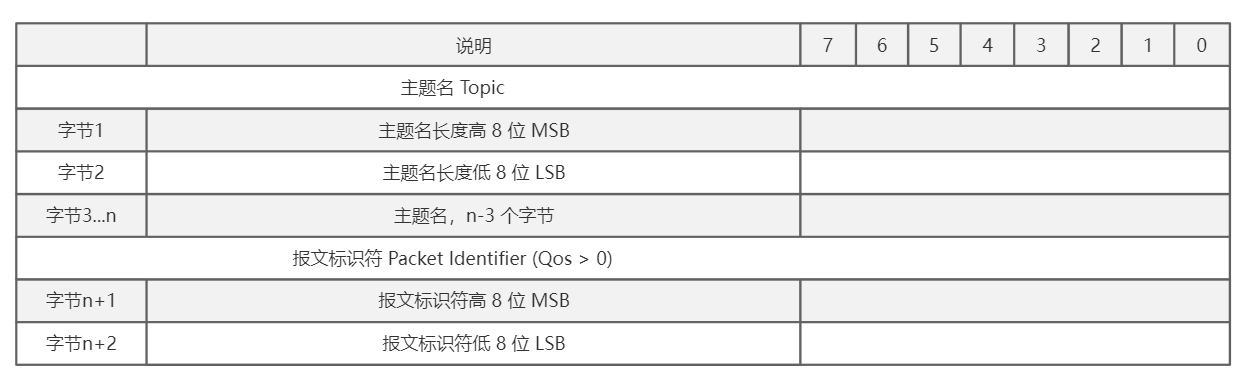 说明 7 6 5 4 3 2 1 0
主题名 Topic
字节1 主题名长度高 8 位 MSB
字节2 主题名长度低 8 位 LSB
字节3...n 主题名，n-3 个字节
报文标识符 Packet Identifier (Qos > 0)
字节n+1 报文标识符高 8 位 MSB
字节n+2 报文标识符低 8 位 LSB